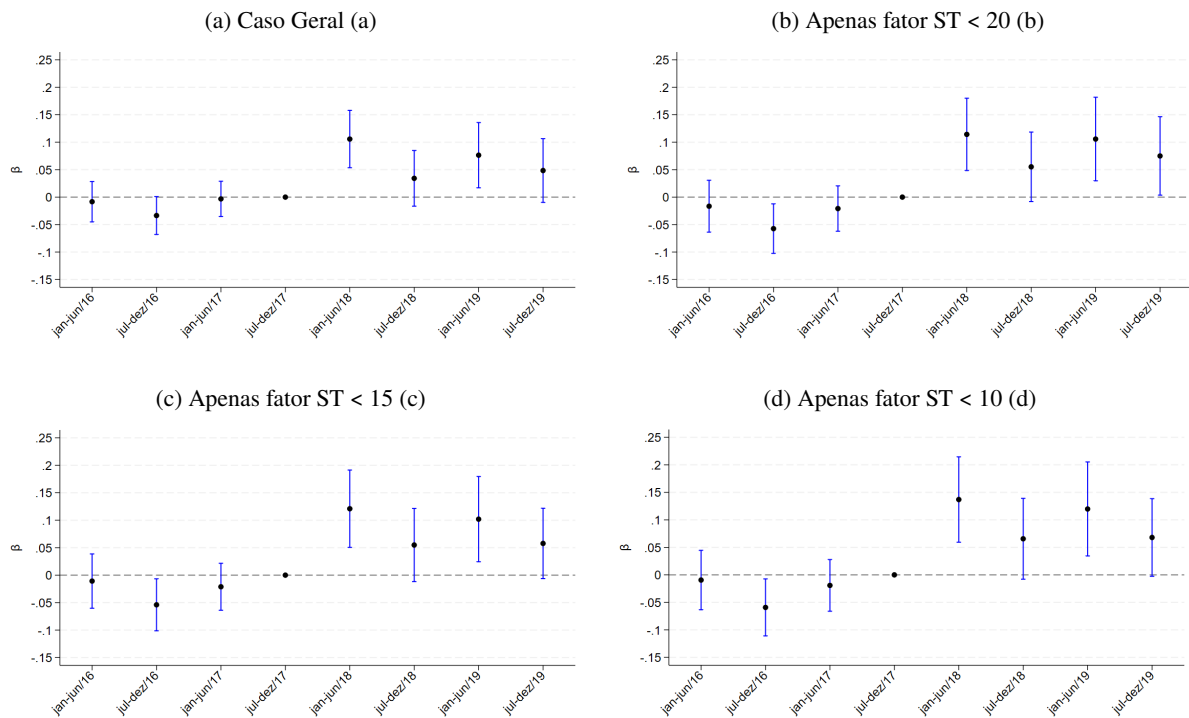 (a) Caso Geral (a)
.25
.2
.15
.1
.05
0
-.05
-.1
-.15
β
jan-jun/16
jul-dez/16
jan-jun/17
jul-dez/17
jan-jun/18
jul-dez/18
jan-jun/19
jul-dez/19
(b) Apenas fator ST < 20 (b)
.25
.2
.15
.1
.05
0
-.05
-.1
-.15
β
jan-jun/16
jul-dez/16
jan-jun/17
jul-dez/17
jan-jun/18
jul-dez/18
jan-jun/19
jul-dez/19
(c) Apenas fator ST < 15 (c)
.25
.2
.15
.1
.05
0
-.05
-.1
-.15
β
jan-jun/16
jul-dez/16
jan-jun/17
jul-dez/17
jan-jun/18
jul-dez/18
jan-jun/19
jul-dez/19
(d) Apenas fator ST < 10 (d)
.25
.2
.15
.1
.05
0
-.05
-.1
-.15
β
jan-jun/16
jul-dez/16
jan-jun/17
jul-dez/17
jan-jun/18
jul-dez/18
jan-jun/19
jul-dez/19